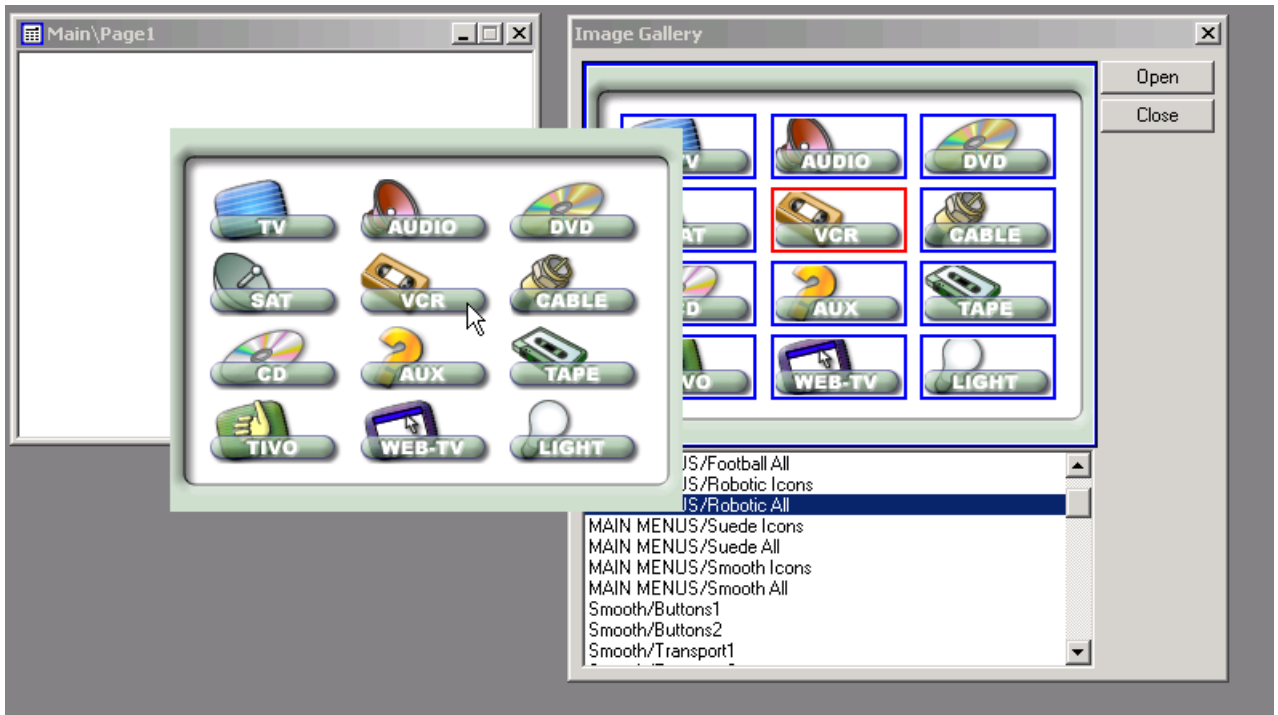 Main\Page1
Image Gallery
Open
Close
TV AUDIO DVD
SAT VCR CABLE
CD AUX TAPE
TIVO WEB-TV LIGHT
V AUDIO DVD
AT VCR CABLE
D AUX TAPE
VO WEB-TV LIGHT
US/Football All
US/Robotic Icons
US/Robotic All
MAIN MENUS/Suede Icons
MAIN MENUS/Suede All
MAIN MENUS/Smooth Icons
MAIN MENUS/Smooth All
Smooth/Buttons1
Smooth/Buttons2
Smooth/Transport1